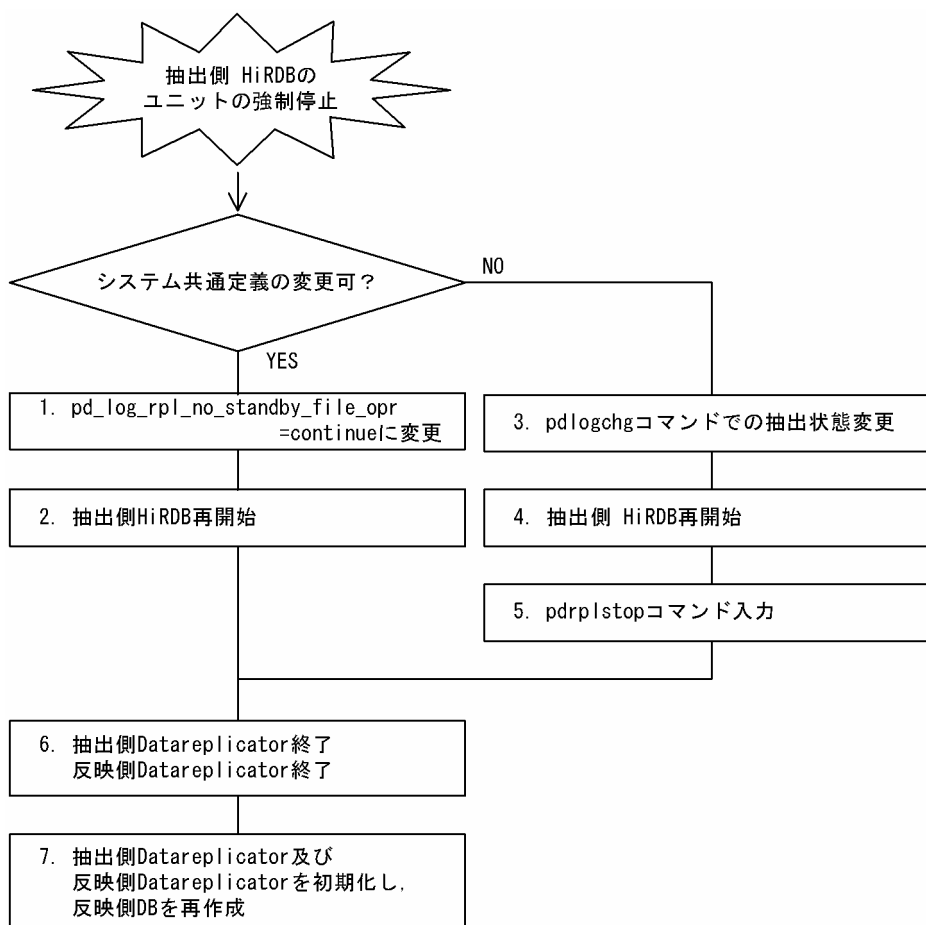 抽出側 HiRDBの
ユニットの強制停止
システム共通定義の変更可？
NO
YES
1. pd_log_rpl_no_standby_file_opr
=continueに変更
3. pdlogchgコマンドでの抽出状態変更
2. 抽出側HiRDB再開始
4. 抽出側 HiRDB再開始
5. pdrplstopコマンド入力
6. 抽出側Datareplicator終了
反映側Datareplicator終了
7. 抽出側Datareplicator及び
反映側Datareplicatorを初期化し，
反映側DBを再作成